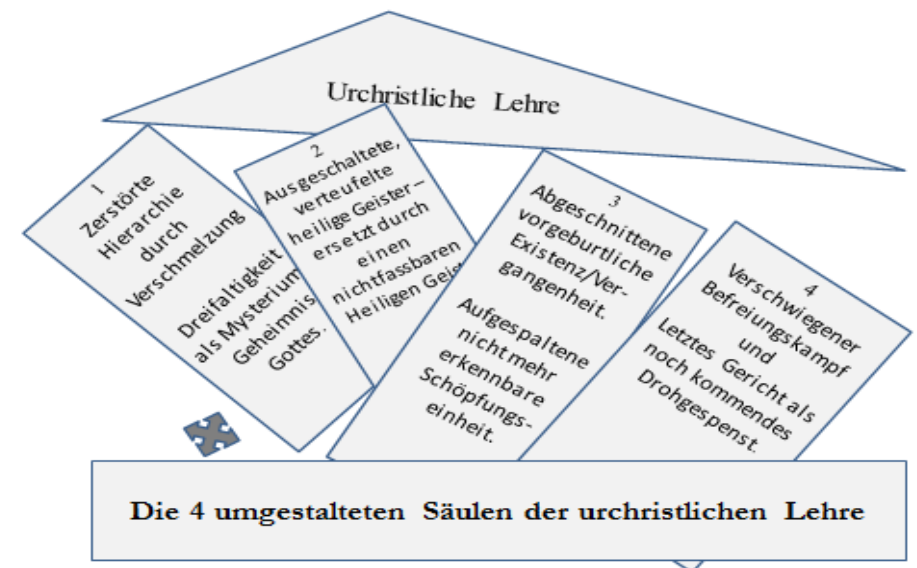 Urchristliche Lehre
1
Zerstörte
Hierarchie
durch
Verschmelzung
Dreifaltigkeit
als Mysterium
Geheimnis
Gottes.
2
Ausgeschaltete,
verteufelte
heilige Geister –
ersetzt durch
einen
nichtfassbaren
Heiligen Geist
3
Abgeschnittene
vorgeburtliche
Existenz/Ver-
gangenheit.
Aufgespaltene
nicht mehr
erkennbare
Schöpfungs-
einheit.
4
Verschwiegener
Befreiungskampf
und
Letztes Gericht als
noch kommendes
Drohgespenst.
Die 4 umgestalteten Säulen der urchristlichen Lehre